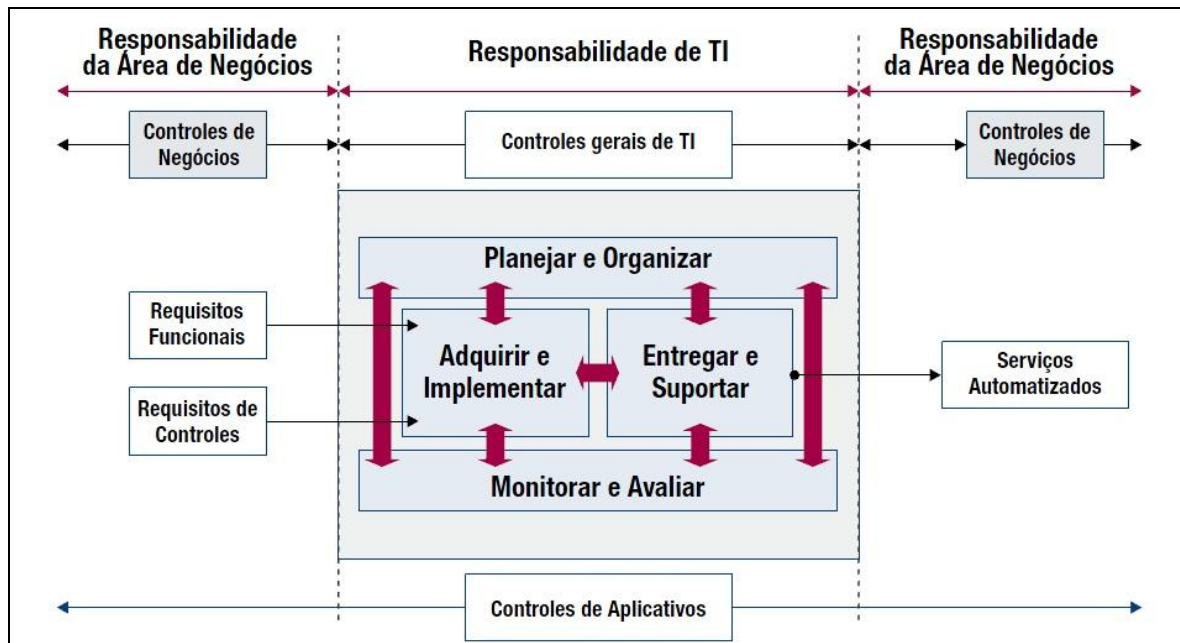 Responsabilidade
da Área de Negócios
Responsabilidade de TI
Responsabilidade
da Área de Negócios
Controles de
Negócios
Controles gerais de TI
Controles de
Negócios
Planejar e Organizar
Requisitos
Funcionais
Adquirir e
Implementar
Entregar e
Suportar
Serviços
Automatizados
Requisitos de
Controles
Monitorar e Avaliar
Controles de Aplicativos